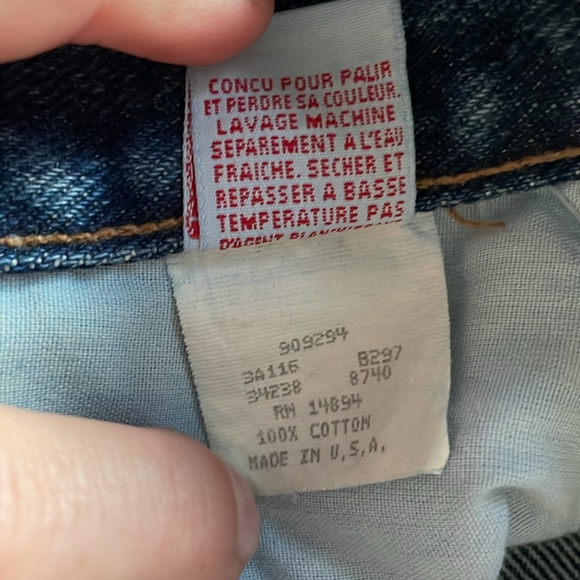 CONCU POUR PALIR
ET PERDRE SA COULEUR.
LAVAGE MACHINE
SEPAREMENT A L'EAU
FRAICHE. SECHER ET
REPASSER A BASSE
TEMPERATURE PAS
D'AGENT
909294
3A116 B297
34238 8740
RN 14894
100% COTTON
MADE IN U.S.A.